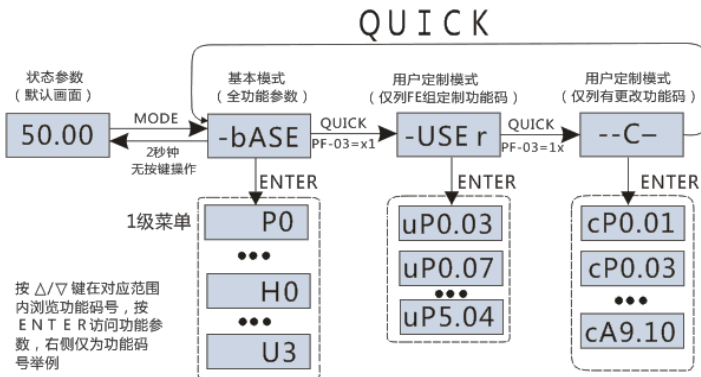 QUICK
状态参数
（默认画面）
基本模式
（全功能参数）
用户定制模式
（仅列FE组定制功能码）
用户定制模式
（仅列有更改功能码）
50.00
MODE
2秒钟
无按键操作
-bASE
QUICK
PF-03=x1
-USE r
QUICK
PF-03=1x
--C-
ENTER
ENTER
ENTER
1级菜单
P0
•••
H0
•••
U3
uP0.03
uP0.07
•••
uP5.04
cP0.01
cP0.03
•••
cA9.10
按 △/▽ 键在对应范围
内浏览功能码号，按
ENTER访问功能参
数，右侧仅为功能码
号举例